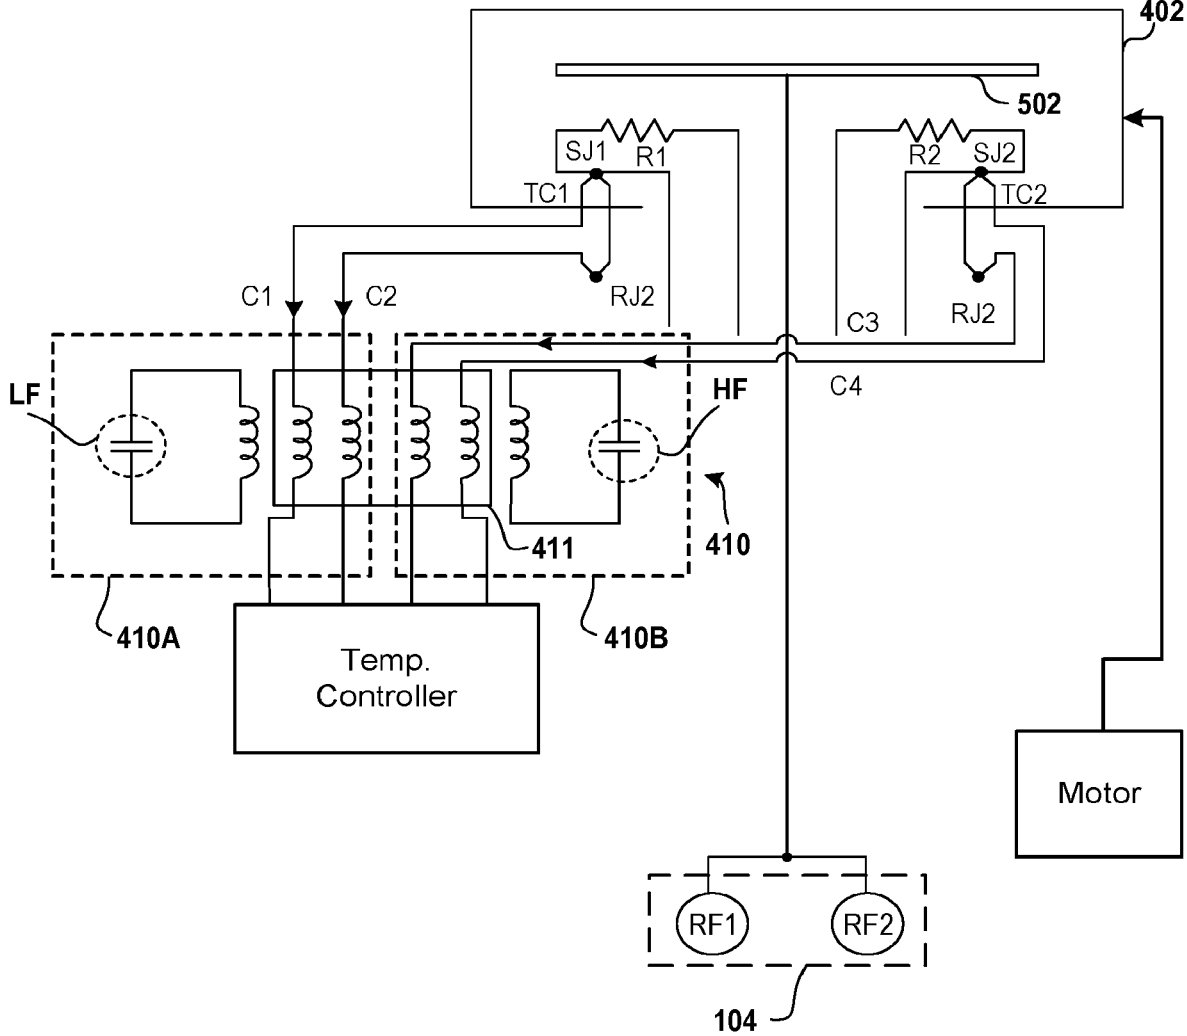 402
502
SJ1
R1
R2
SJ2
TC1
TC2
C1
C2
RJ2
RJ2
C3
C4
LF
HF
411
410
410A
410B
Temp.
Controller
Motor
RF1
RF2
104